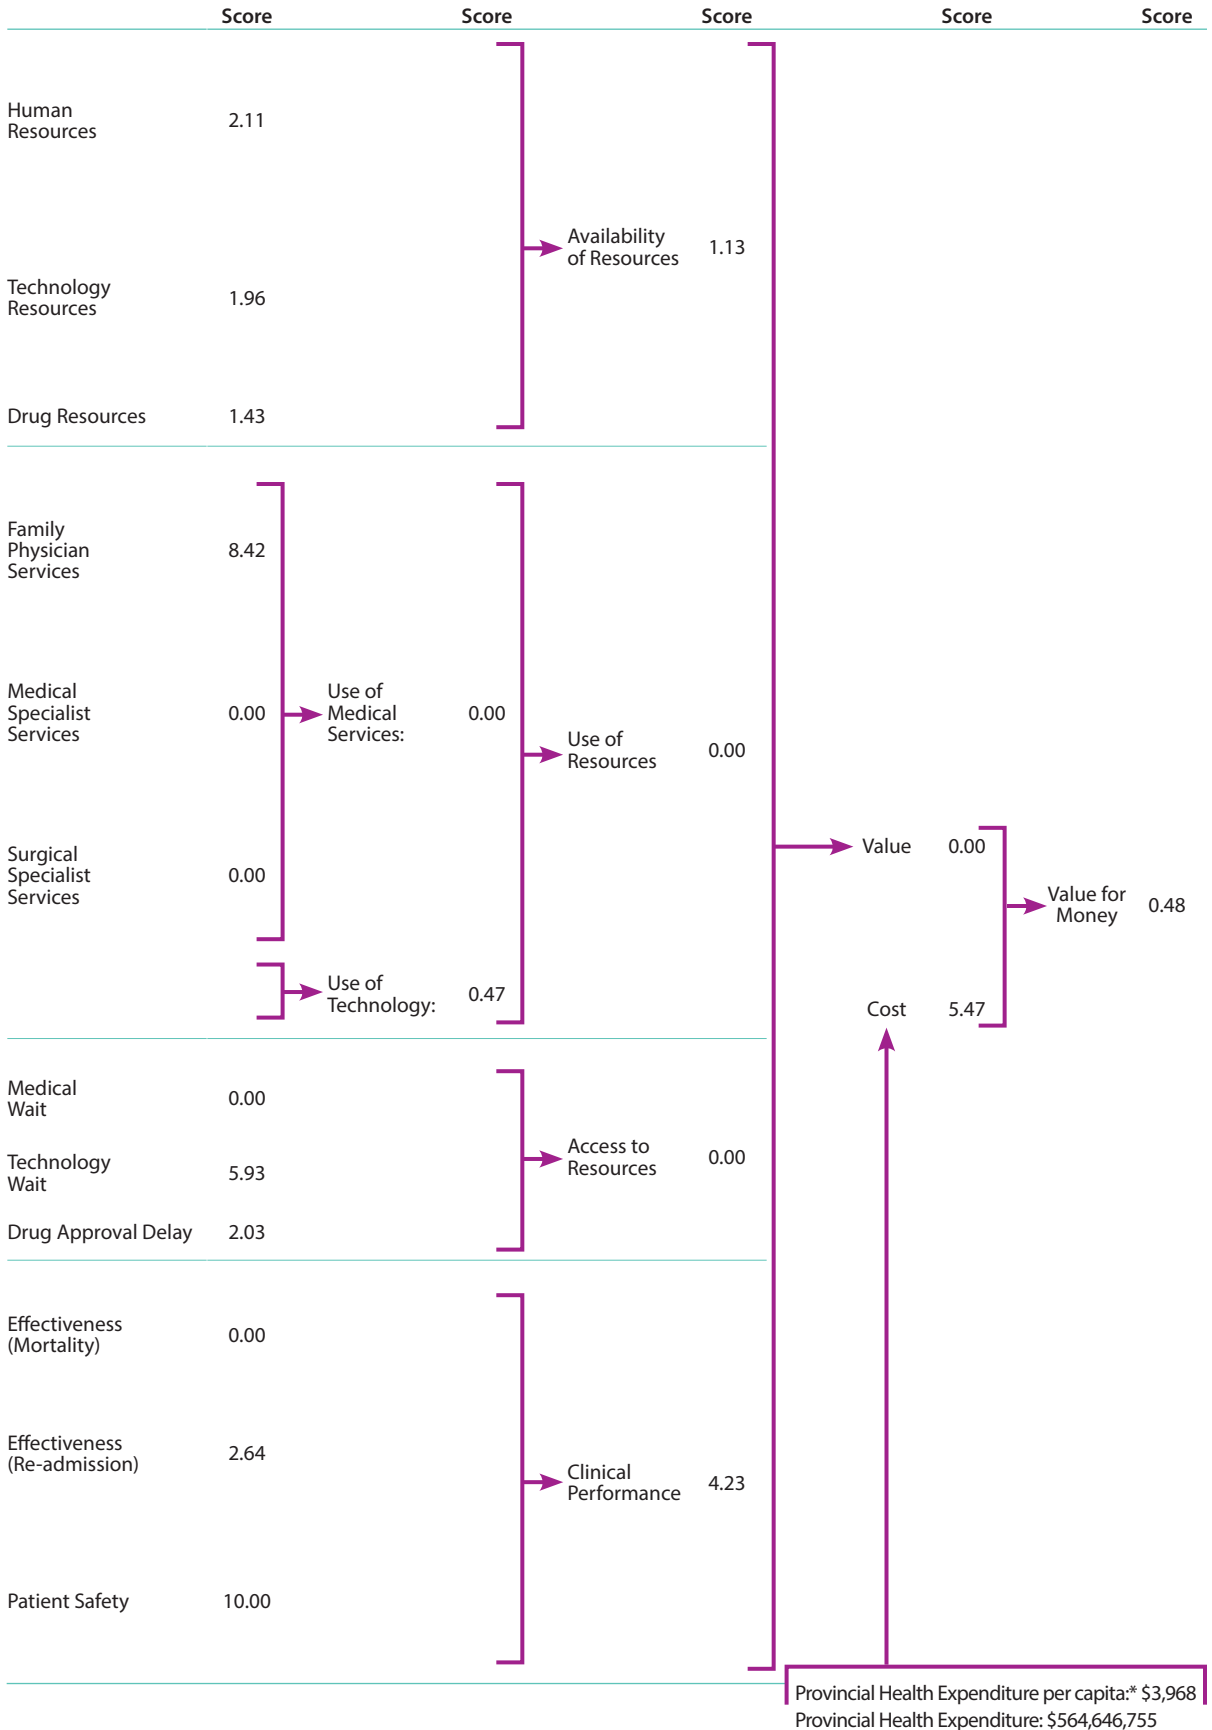 Score Score Score Score Score
Human
Resources
2.11
Availability
of Resources
1.13
Technology
Resources
1.96
Drug Resources 1.43
Family
Physician
Services
8.42
Medical
Specialist
Services
0.00
Use of
Medical
Services:
0.00
Use of
Resources
0.00
Surgical
Specialist
Services
0.00
Value 0.00
Value for
Money
0.48
Use of
Technology:
0.47
Cost 5.47
Medical
Wait
0.00
Technology
Wait
5.93
Access to
Resources
0.00
Drug Approval Delay 2.03
Effectiveness
(Mortality)
0.00
Effectiveness
(Re-admission)
2.64
Clinical
Performance
4.23
Patient Safety 10.00
Provincial Health Expenditure per capita:* $3,968
Provincial Health Expenditure: $564,646,755